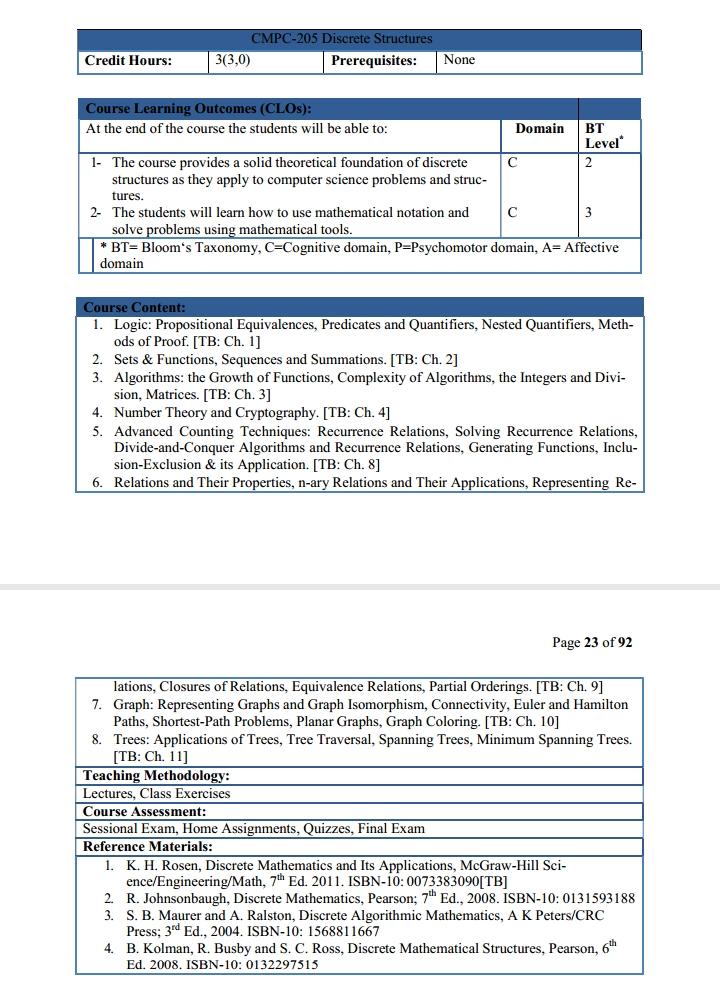 CMPC-205 Discrete Structures
Credit Hours: 3(3,0) Prerequisites: None
Course Learning Outcomes (CLOs):
At the end of the course the students will be able to: Domain BT
Level*
1- The course provides a solid theoretical foundation of discrete C 2
structures as they apply to computer science problems and struc-
tures.
2- The students will learn how to use mathematical notation and C 3
solve problems using mathematical tools.
* BT= Bloom‘s Taxonomy, C=Cognitive domain, P=Psychomotor domain, A= Affective
domain
Course Content:
1. Logic: Propositional Equivalences, Predicates and Quantifiers, Nested Quantifiers, Meth-
ods of Proof. [TB: Ch. 1]
2. Sets & Functions, Sequences and Summations. [TB: Ch. 2]
3. Algorithms: the Growth of Functions, Complexity of Algorithms, the Integers and Divi-
sion, Matrices. [TB: Ch. 3]
4. Number Theory and Cryptography. [TB: Ch. 4]
5. Advanced Counting Techniques: Recurrence Relations, Solving Recurrence Relations,
Divide-and-Conquer Algorithms and Recurrence Relations, Generating Functions, Inclu-
sion-Exclusion & its Application. [TB: Ch. 8]
6. Relations and Their Properties, n-ary Relations and Their Applications, Representing Re-
Page 23 of 92
lations, Closures of Relations, Equivalence Relations, Partial Orderings. [TB: Ch. 9]
7. Graph: Representing Graphs and Graph Isomorphism, Connectivity, Euler and Hamilton
Paths, Shortest-Path Problems, Planar Graphs, Graph Coloring. [TB: Ch. 10]
8. Trees: Applications of Trees, Tree Traversal, Spanning Trees, Minimum Spanning Trees.
[TB: Ch. 11]
Teaching Methodology:
Lectures, Class Exercises
Course Assessment:
Sessional Exam, Home Assignments, Quizzes, Final Exam
Reference Materials:
1. K. H. Rosen, Discrete Mathematics and Its Applications, McGraw-Hill Sci-
ence/Engineering/Math, 7th Ed. 2011. ISBN-10: 0073383090[TB]
2. R. Johnsonbaugh, Discrete Mathematics, Pearson; 7th Ed., 2008. ISBN-10: 0131593188
3. S. B. Maurer and A. Ralston, Discrete Algorithmic Mathematics, A K Peters/CRC
Press; 3rd Ed., 2004. ISBN-10: 1568811667
4. B. Kolman, R. Busby and S. C. Ross, Discrete Mathematical Structures, Pearson, 6th
Ed. 2008. ISBN-10: 0132297515